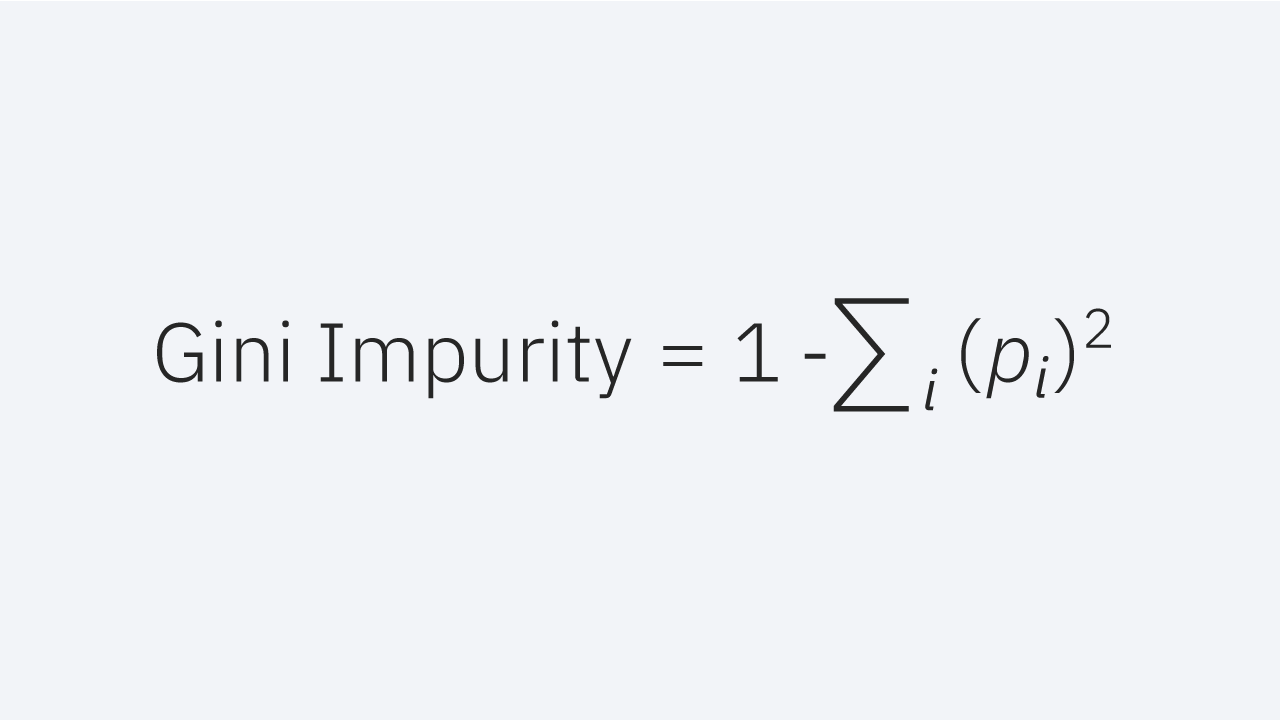 Gini Impurity = 1 - ∑ᵢ (pᵢ)²